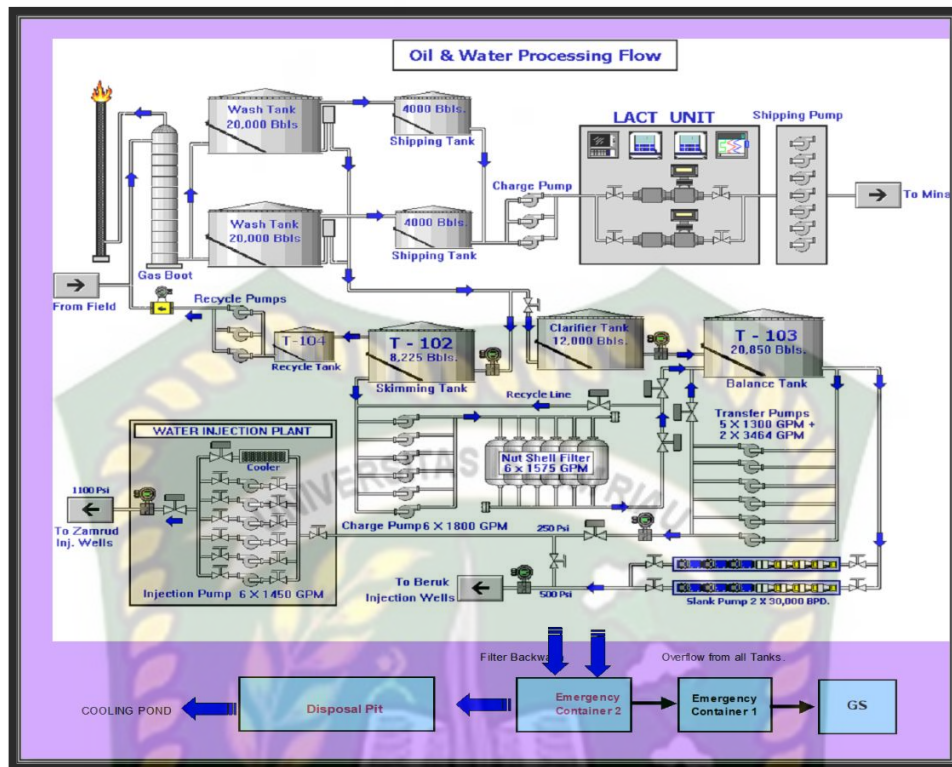 Oil & Water Processing Flow
Wash Tank
20,000 Bbls
4000 Bbls.
Shipping Tank
LACT UNIT
Shipping Pump
Charge Pump
To Mina
Wash Tank
20,000 Bbls
4000 Bbls.
Shipping Tank
Gas Boot
From Field
Recycle Pumps
T-104
Recycle Tank
T - 102
8,225 Bbls.
Skimming Tank
Clarifier Tank
12,000 Bbls.
T - 103
20,850 Bbls.
Balance Tank
Recycle Line
Transfer Pumps
5 X 1300 GPM +
2 X 3464 GPM
WATER INJECTION PLANT
Cooler
Nut Shell Filter
6 x 1575 GPM
1100 Psi
To Zamrud
Inj. Wells
Charge Pump 6 X 1800 GPM
250 Psi
Injection Pump 6 X 1450 GPM
To Beruk
Injection Wells
500 Psi
Slank Pump 2 X 30,000 BPD.
UNIVERSITAS
RIAU
Filter Backwa
Overflow from all Tanks.
COOLING POND
Disposal Pit
Emergency
Container 2
Emergency
Container 1
GS